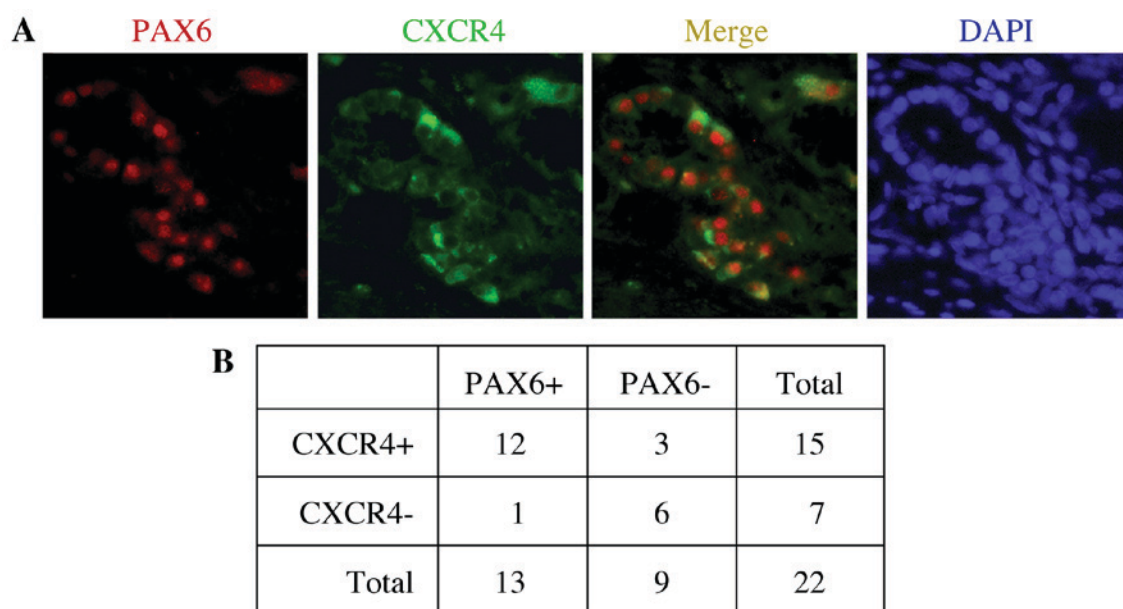 A PAX6 CXCR4 Merge DAPI
B PAX6+ PAX6- Total
CXCR4+ 12 3 15
CXCR4- 1 6 7
Total 13 9 22